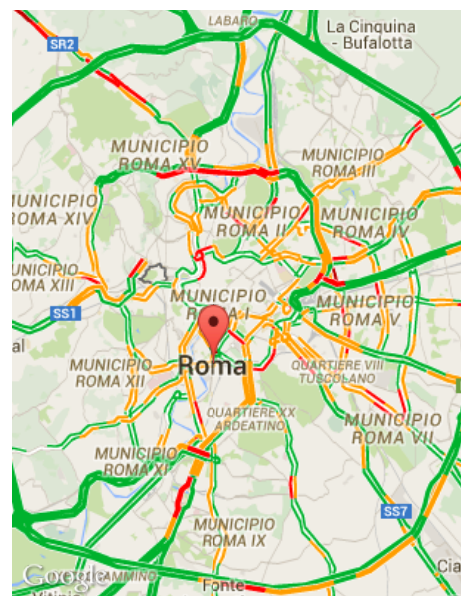 LABARO
La Cinquina
- Bufalotta
SR2
MUNICIPIO
ROMA XV
MUNICIPIO
ROMA III
MUNICIPIO
ROMA XIV
MUNICIPIO
ROMA II
MUNICIPIO
ROMA IV
MUNICIPIO
ROMA XIII
SS1
MUNICIPIO
ROMA I
MUNICIPIO
ROMA V
Roma
MUNICIPIO
ROMA XII
QUARTIERE VIII
TUSCOLANO
QUARTIERE XX
ARDEATINO
MUNICIPIO
ROMA VII
MUNICIPIO
ROMA XI
SS7
MUNICIPIO
ROMA IX
Google
Fonte
Cia